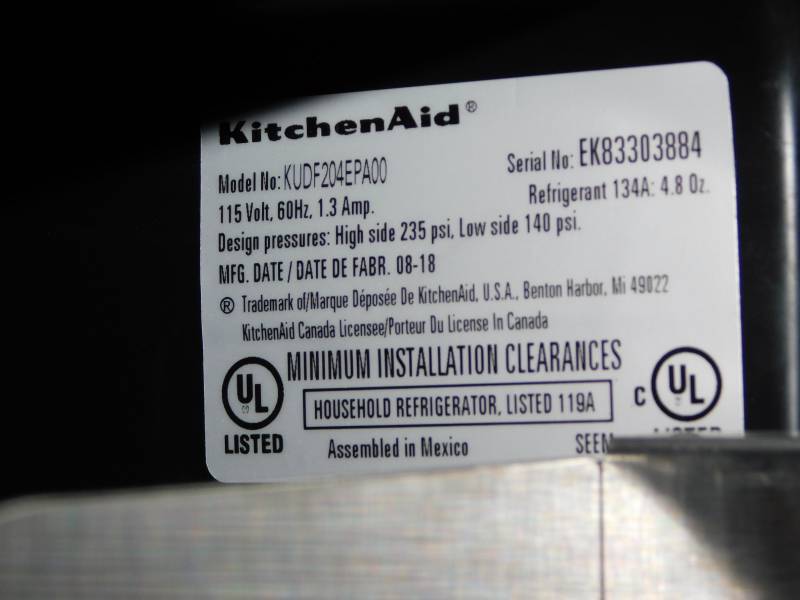 KitchenAid®
Model No: KUDF204EPA00 Serial No: EK83303884
115 Volt, 60Hz, 1.3 Amp. Refrigerant 134A: 4.8 Oz.
Design pressures: High side 235 psi, Low side 140 psi.
MFG. DATE / DATE DE FABR. 08-18
® Trademark of/Marque Déposée De KitchenAid, U.S.A., Benton Harbor, Mi 49022
KitchenAid Canada Licensee/Porteur Du License In Canada
MINIMUM INSTALLATION CLEARANCES
UL HOUSEHOLD REFRIGERATOR, LISTED 119A C UL
LISTED Assembled in Mexico